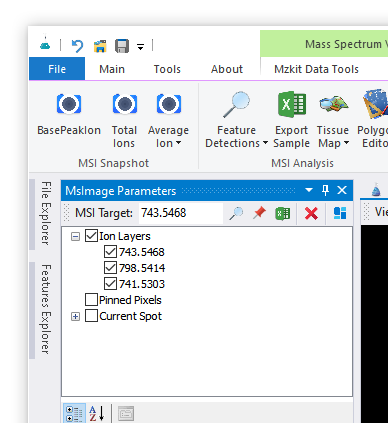 Mass Spectrum V
File Main Tools About Mzkit Data Tools
BasePeakIon Total Ions Average Ion Feature Detections Export Sample Tissue Map Polygo Edito
MSI Snapshot MSI Analysis
File Explorer
Features Explorer
MsImage Parameters
MSI Target: 743.5468
Vie
Ion Layers
743.5468
798.5414
741.5303
Pinned Pixels
Current Spot